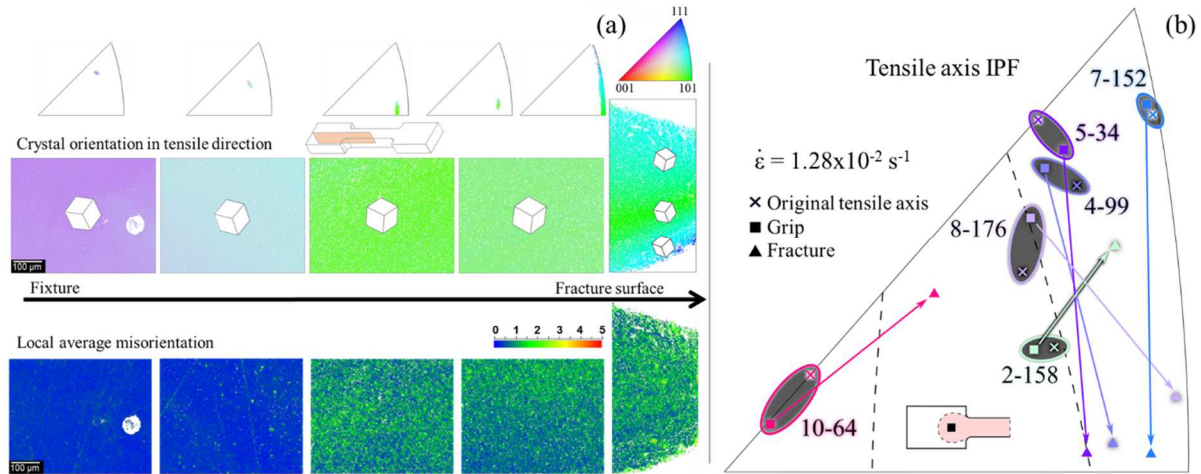 (a)
111
001
101
Crystal orientation in tensile direction
100 µm
Fixture
Fracture surface
Local average misorientation
0 1 2 3 4 5
100 µm
(b)
Tensile axis IPF
7-152
5-34
ε̇ = 1.28x10⁻² s⁻¹
4-99
Original tensile axis
8-176
Grip
Fracture
2-158
10-64